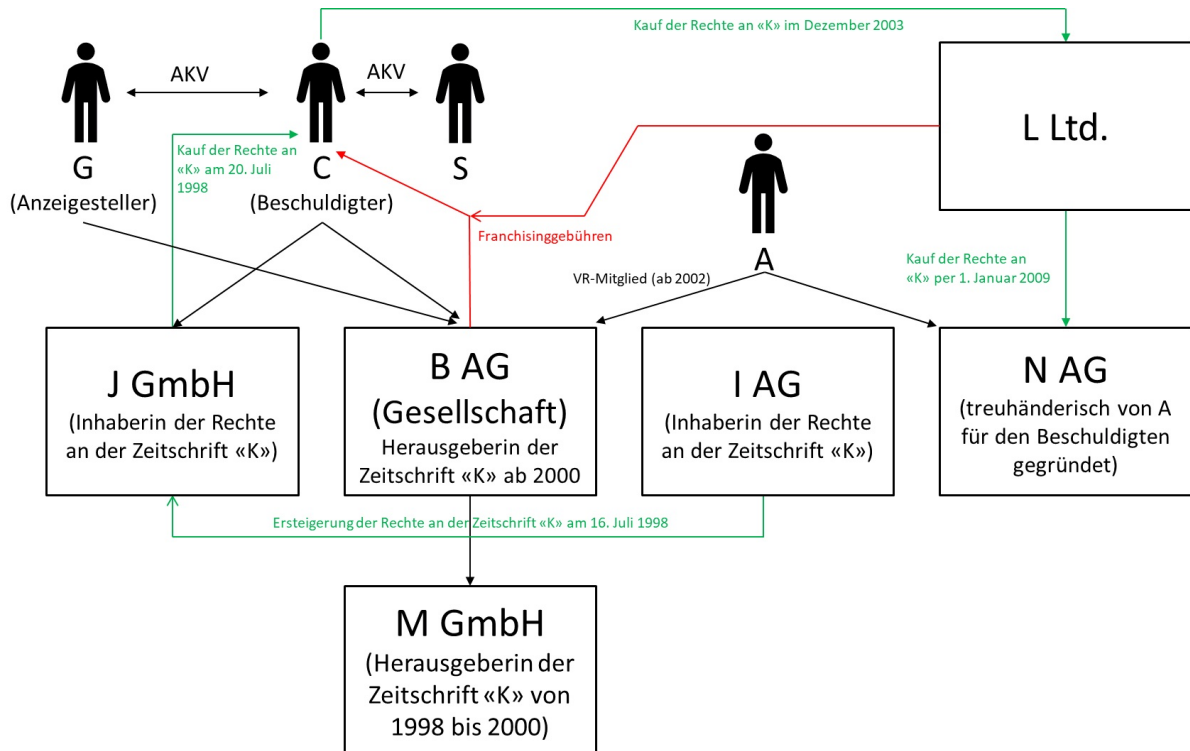 Kauf der Rechte an «K» im Dezember 2003
AKV
AKV
G
(Anzeigesteller)
Kauf der Rechte an
«K» am 20. Juli
1998
C
(Beschuldigter)
S
L Ltd.
A
Franchisinggebühren
VR-Mitglied (ab 2002)
Kauf der Rechte an
«K» per 1. Januar 2009
J GmbH
(Inhaberin der Rechte
an der Zeitschrift «K»)
B AG
(Gesellschaft)
Herausgeberin der
Zeitschrift «K» ab 2000
I AG
(Inhaberin der Rechte
an der Zeitschrift «K»)
N AG
(treuhänderisch von A
für den Beschuldigten
gegründet)
Ersteigerung der Rechte an der Zeitschrift «K» am 16. Juli 1998
M GmbH
(Herausgeberin der
Zeitschrift «K» von
1998 bis 2000)